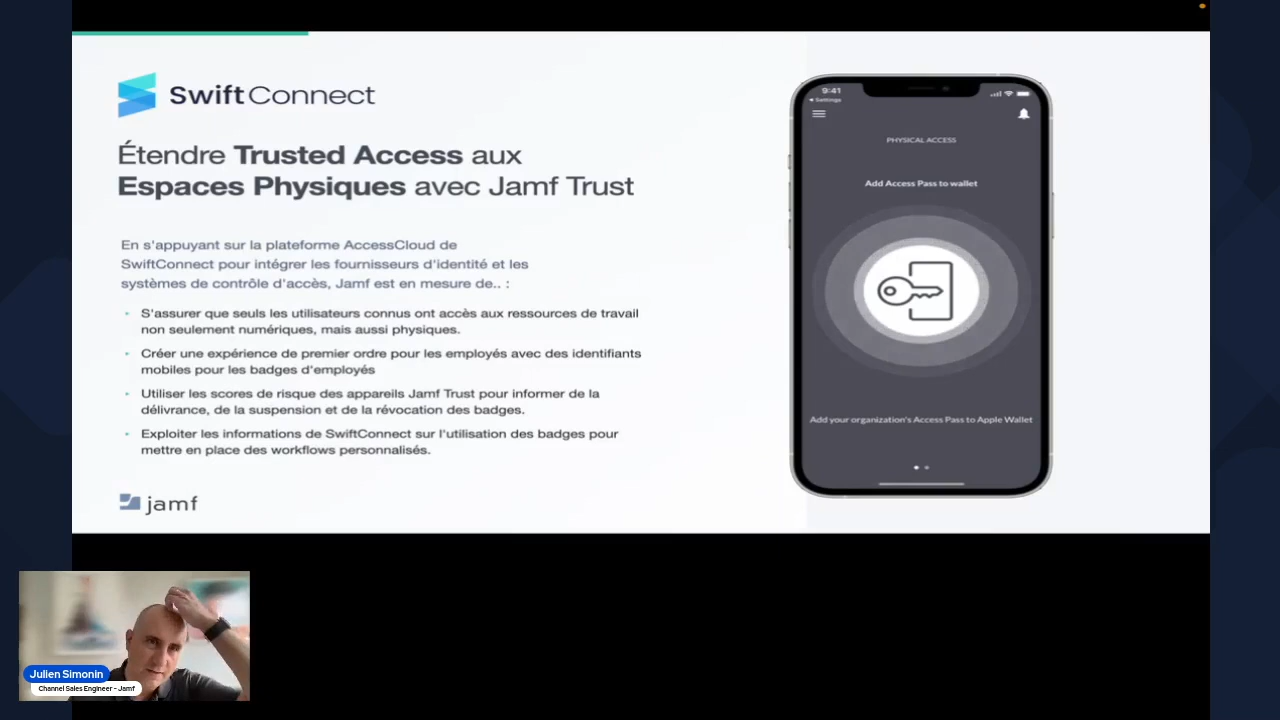 SwiftConnect
Étendre Trusted Access aux
Espaces Physiques avec Jamf Trust
En s'appuyant sur la plateforme AccessCloud de
SwiftConnect pour intégrer les fournisseurs d'identité et les
systèmes de contrôle d'accès, Jamf est en mesure de.. :
• S'assurer que seuls les utilisateurs connus ont accès aux ressources de travail
non seulement numériques, mais aussi physiques.
• Créer une expérience de premier ordre pour les employés avec des identifiants
mobiles pour les badges d'employés
• Utiliser les scores de risque des appareils Jamf Trust pour informer de la
délivrance, de la suspension et de la révocation des badges.
• Exploiter les informations de SwiftConnect sur l'utilisation des badges pour
mettre en place des workflows personnalisés.
jamf
9:41
Settings
PHYSICAL ACCESS
Add Access Pass to wallet
Add your organization's Access Pass to Apple Wallet
Julien Simonin
Channel Sales Engineer - Jamf